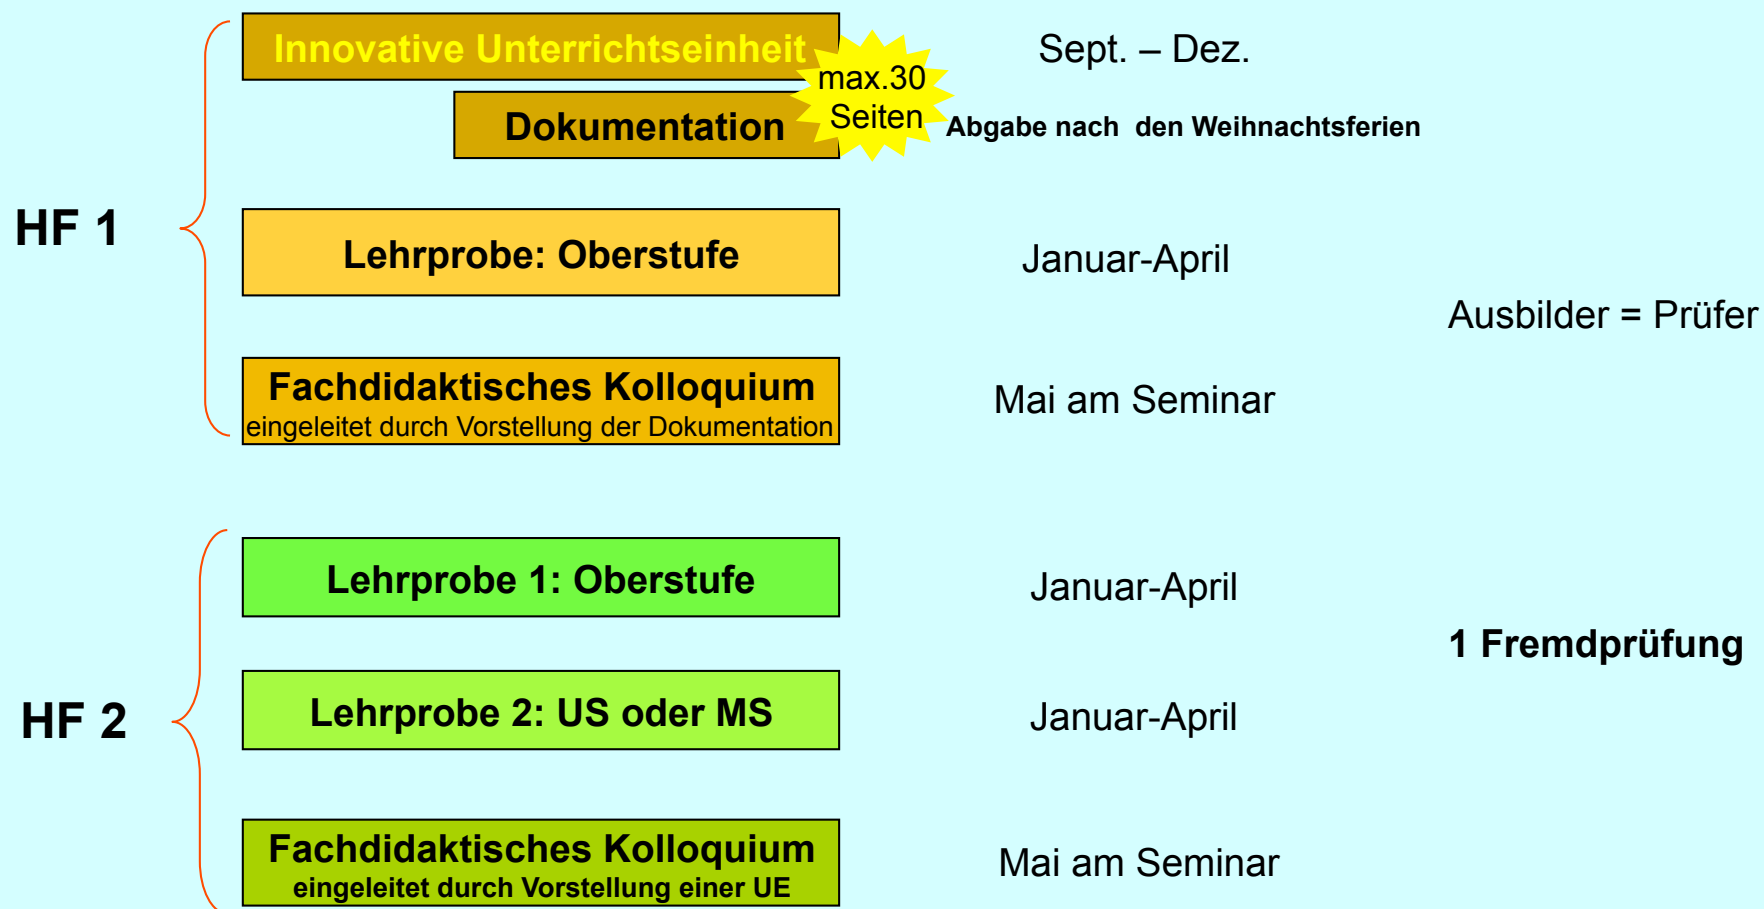 Innovative Unterrichtseinheit
Sept. – Dez.
max.30
Seiten
Dokumentation
Abgabe nach  den Weihnachtsferien
HF 1
Lehrprobe: Oberstufe
Januar-April
Ausbilder = Prüfer
Fachdidaktisches Kolloquium
eingeleitet durch Vorstellung der Dokumentation
Mai am Seminar
Lehrprobe 1: Oberstufe
Januar-April
1 Fremdprüfung
HF 2
Lehrprobe 2: US oder MS
Januar-April
Fachdidaktisches Kolloquium
eingeleitet durch Vorstellung einer UE
Mai am Seminar